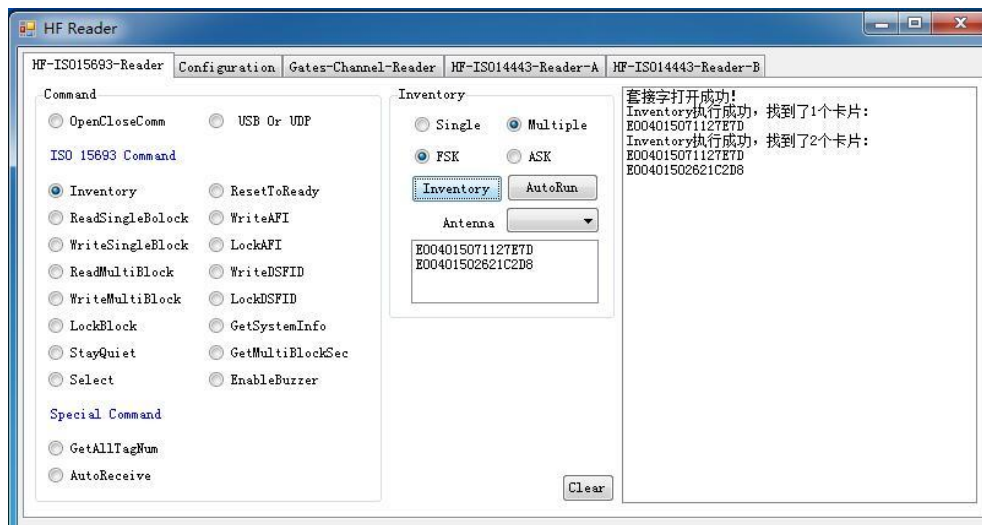 HF Reader
HF-ISO15693-Reader Configuration Gates-Channel-Reader HF-ISO14443-Reader-A HF-ISO14443-Reader-B
Command
OpenCloseComm USB Or UDP
ISO 15693 Command
Inventory ResetToReady
ReadSingleBolock WriteAFI
WriteSingleBlock LockAFI
ReadMultiBlock WriteDSFID
WriteMultiBlock LockDSFID
LockBlock GetSystemInfo
StayQuiet GetMultiBlockSec
Select EnableBuzzer
Special Command
GetAllTagNum
AutoReceive
Inventory
Single Multiple
FSK ASK
Inventory AutoRun
Antenna
E004015071127E7D
E00401502621C2D8
Clear
套接字打开成功!
Inventory执行成功，找到了1个卡片:
E004015071127E7D
Inventory执行成功，找到了2个卡片:
E004015071127E7D
E00401502621C2D8